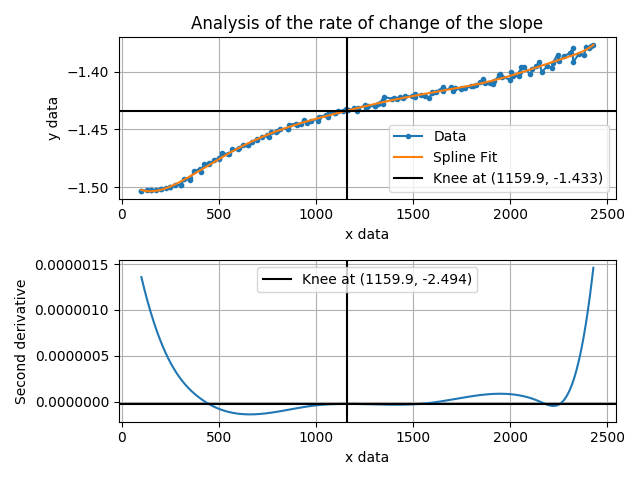 Analysis of the rate of change of the slope
−1.40
−1.45
−1.50
y data
Data
Spline Fit
Knee at (1159.9, -1.433)
0 500 1000 1500 2000 2500
x data
0.0000015
0.0000010
0.0000005
0.0000000
Second derivative
Knee at (1159.9, -2.494)
0 500 1000 1500 2000 2500
x data